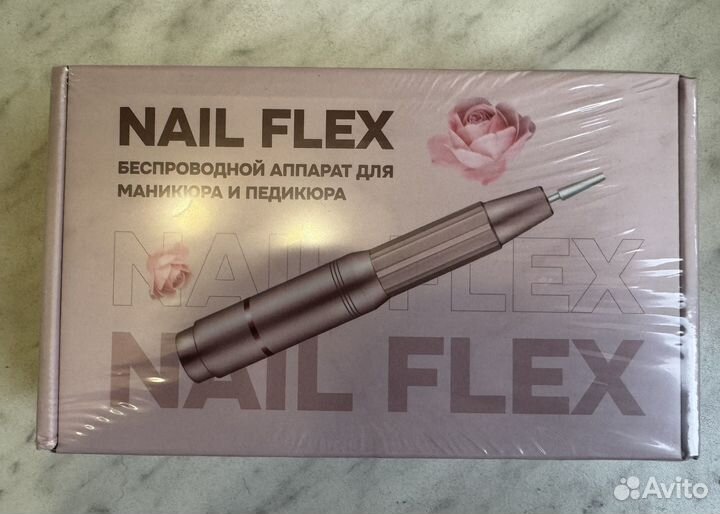 NAIL FLEX
БЕСПРОВОДНОЙ АППАРАТ ДЛЯ
МАНИКЮРА И ПЕДИКЮРА
NAIL FLEX
NAIL FLEX
Avito